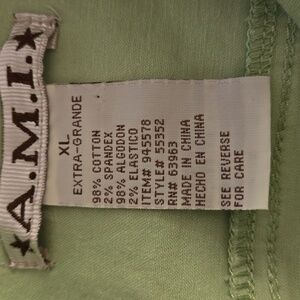 ★A.M.I.★
XL
EXTRA-GRANDE
98% COTTON
2% SPANDEX
98% ALGODON
2% ELASTICO
ITEM# 945578
STYLE# 55352
RN# 63963
MADE IN CHINA
HECHO EN CHINA
SEE REVERSE
FOR CARE